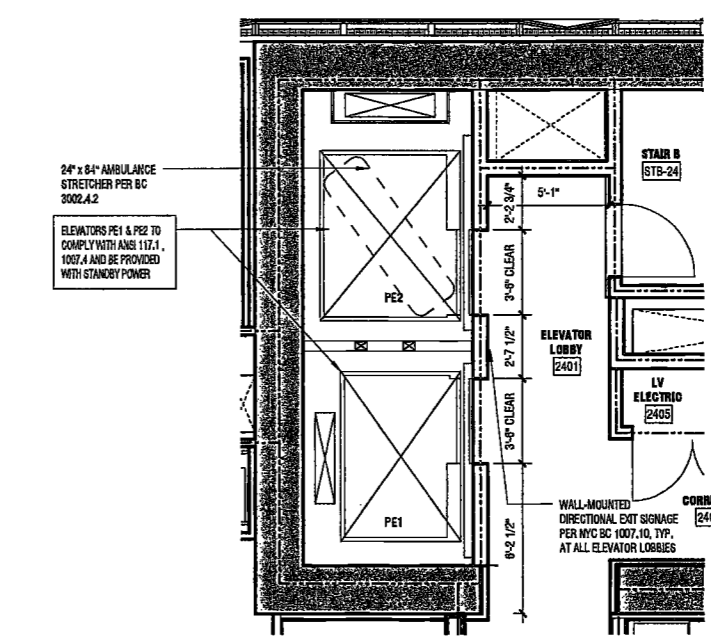 24" x 84" AMBULANCE
STRETCHER PER BC
3002.4.2
ELEVATORS PE1 & PE2 TO
COMPLY WITH ANSI 117.1 ,
1007.4 AND BE PROVIDED
WITH STANDBY POWER
PE2
PE1
2'-2 3/4"
3'-6" CLEAR
2'-7 1/2"
3'-6" CLEAR
6'-2 1/2"
5'-1"
STAIR B
STB-24
ELEVATOR
LOBBY
2401
LV
ELECTRIC
2405
WALL-MOUNTED
DIRECTIONAL EXIT SIGNAGE
PER NYC BC 1007.10, TYP,
AT ALL ELEVATOR LOBBIES